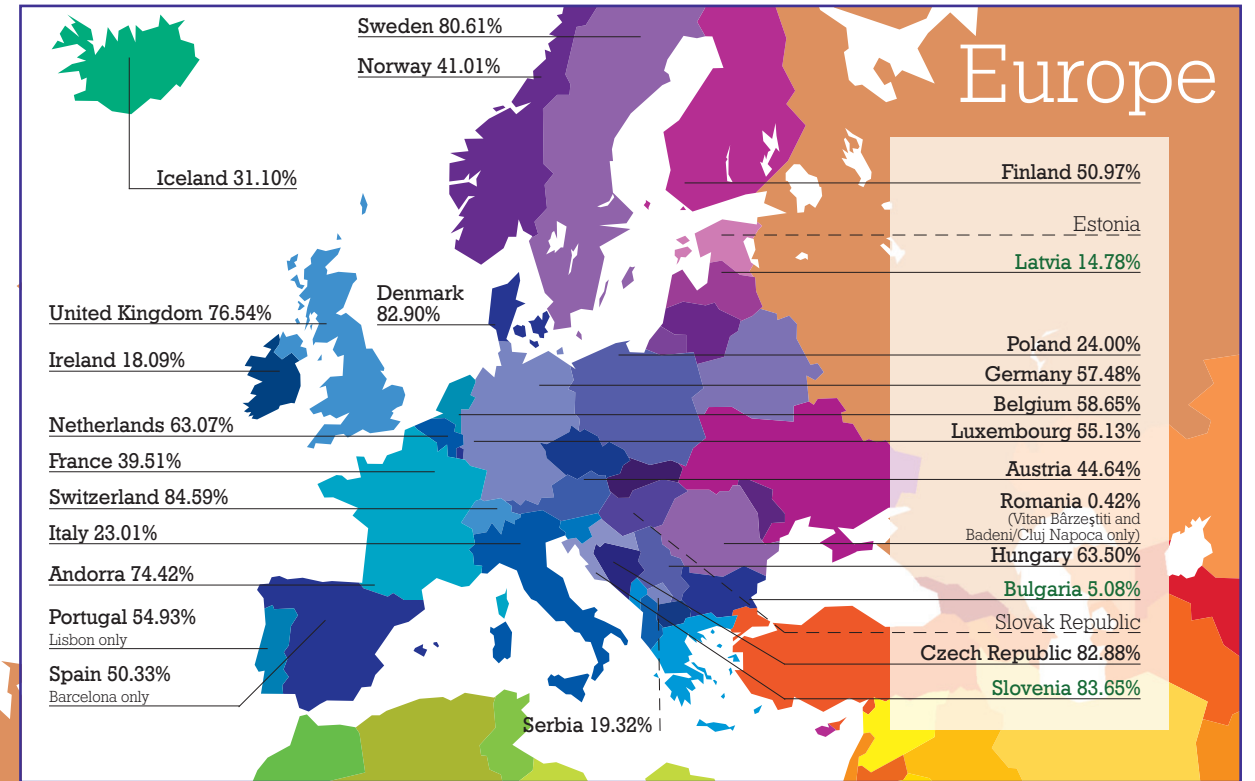 Europe
Sweden 80.61%
Norway 41.01%
Iceland 31.10%
United Kingdom 76.54%
Denmark
82.90%
Ireland 18.09%
Netherlands 63.07%
France 39.51%
Switzerland 84.59%
Italy 23.01%
Andorra 74.42%
Portugal 54.93%
Lisbon only
Spain 50.33%
Barcelona only
Serbia 19.32%
Finland 50.97%
Estonia
Latvia 14.78%
Poland 24.00%
Germany 57.48%
Belgium 58.65%
Luxembourg 55.13%
Austria 44.64%
Romania 0.42%
(Vitan Bârzeştiti and
Badeni/Cluj Napoca only)
Hungary 63.50%
Bulgaria 5.08%
Slovak Republic
Czech Republic 82.88%
Slovenia 83.65%